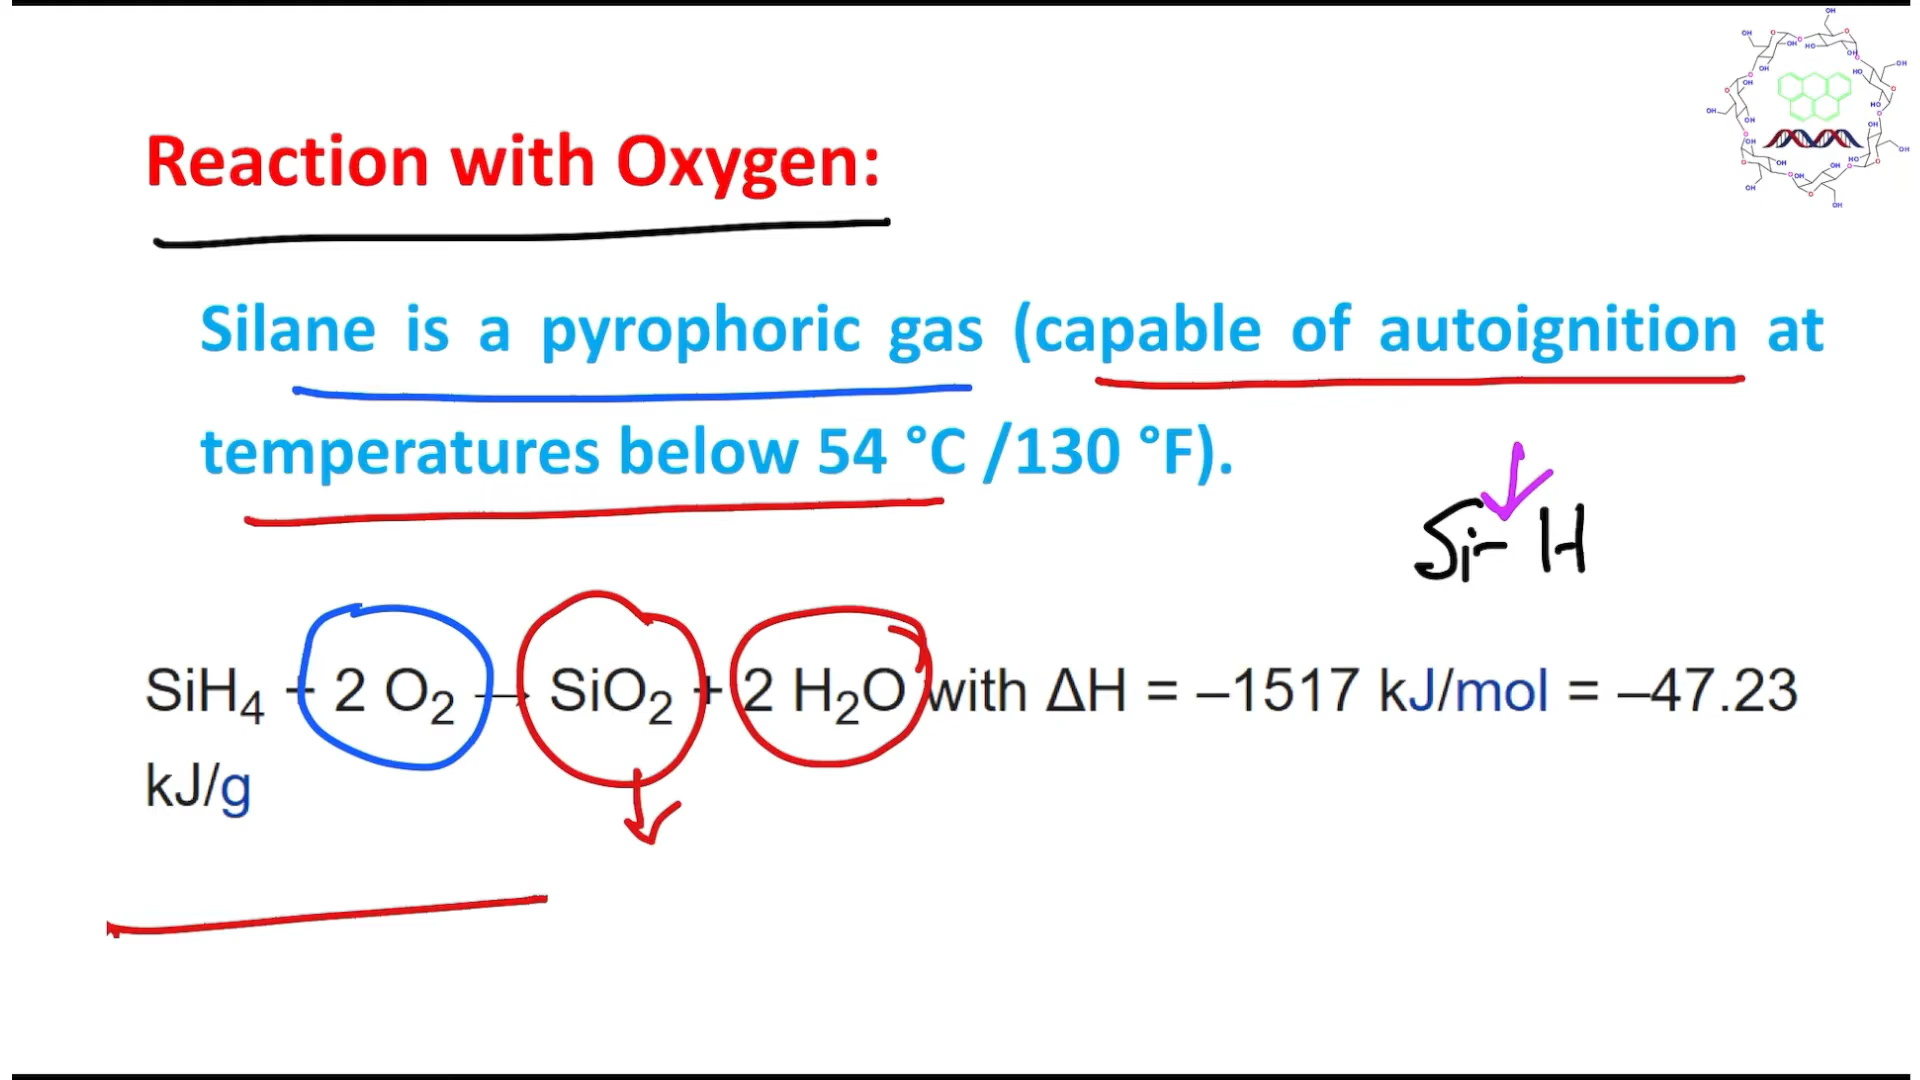 Reaction with Oxygen:
Silane is a pyrophoric gas (capable of autoignition at
temperatures below 54 °C /130 °F).
Si-H
SiH₄ + 2 O₂ → SiO₂ + 2 H₂O with ΔH = –1517 kJ/mol = –47.23
kJ/g